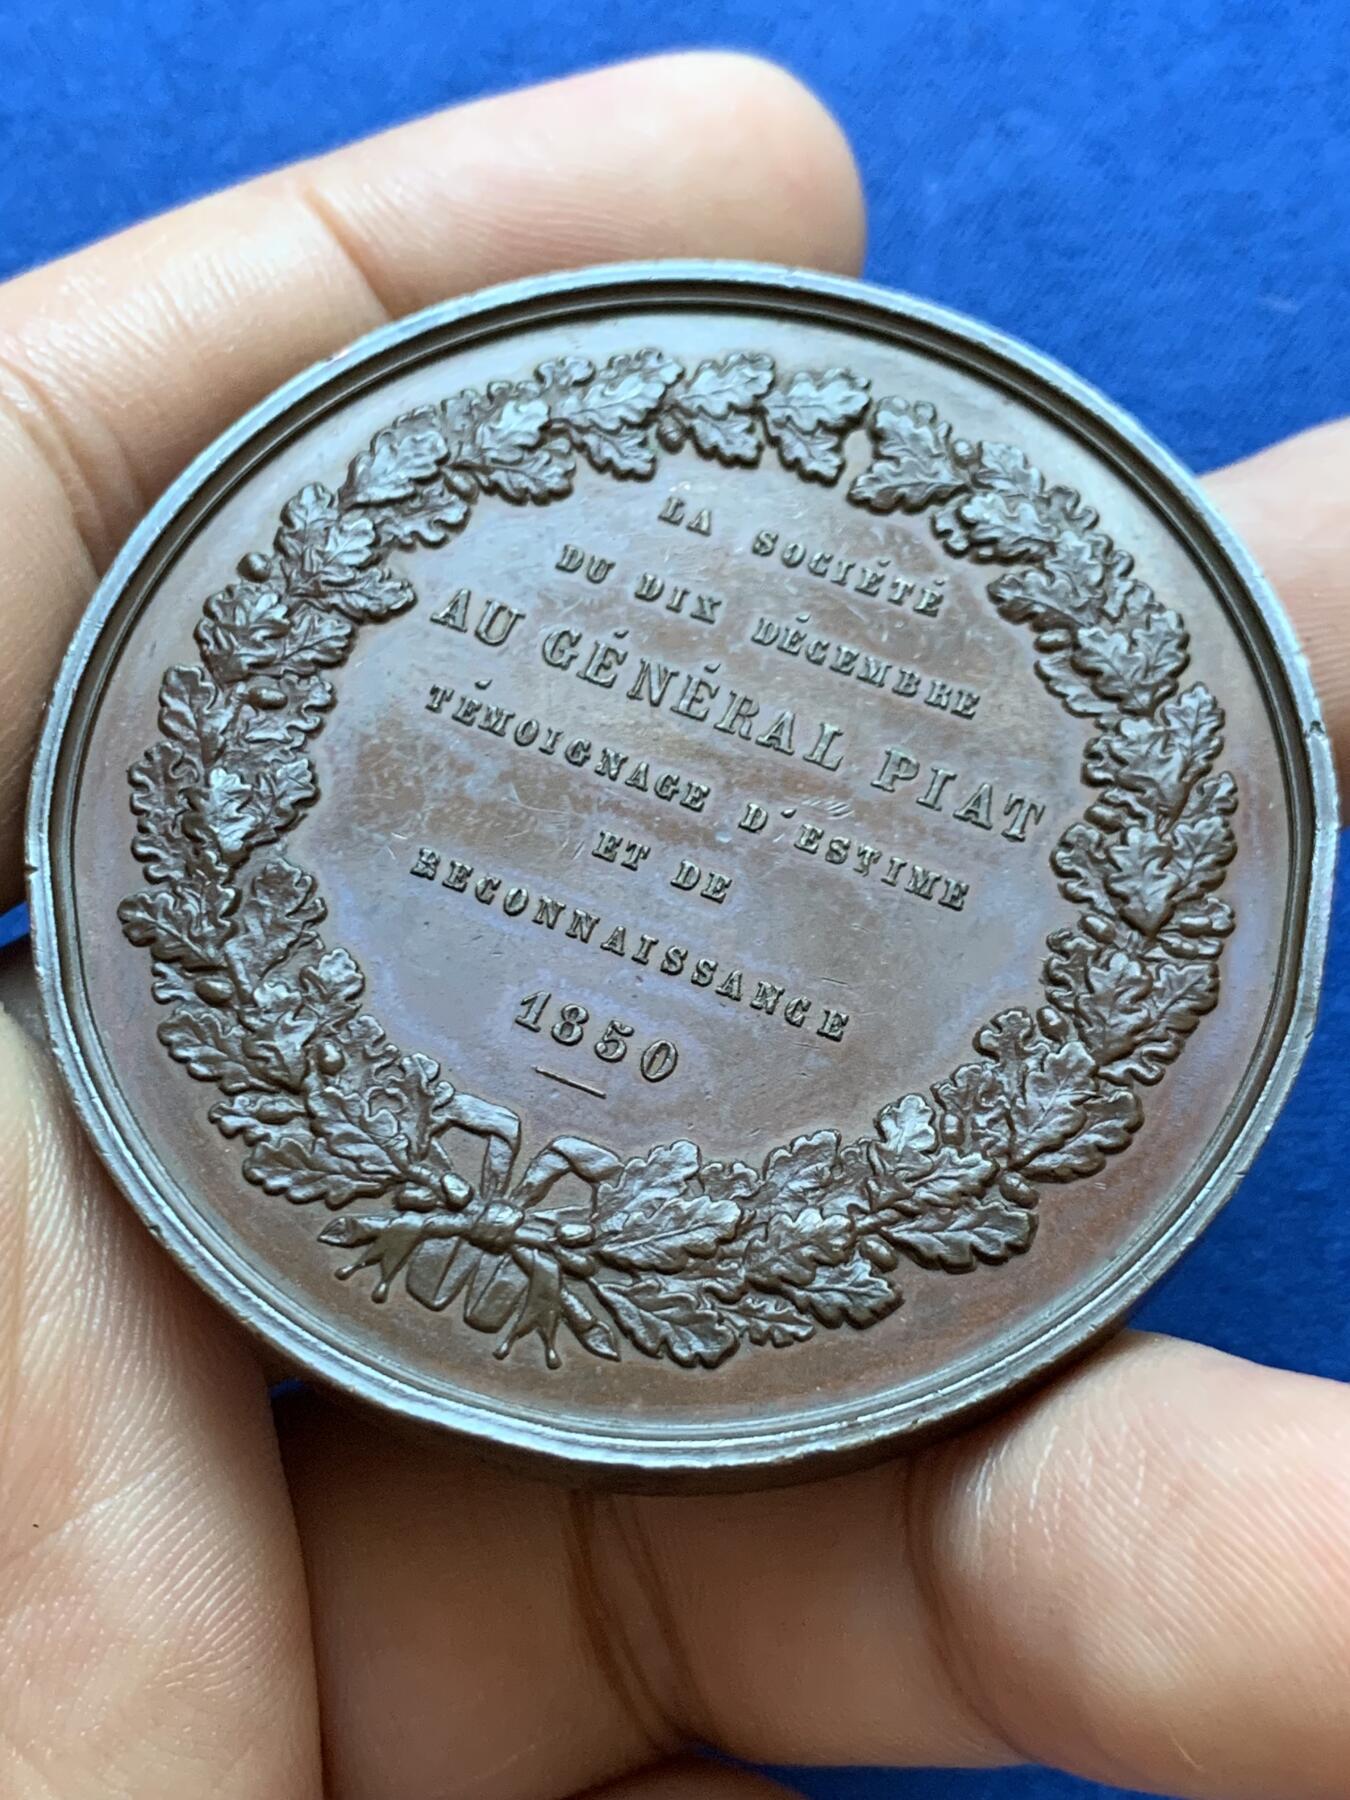 LA SOCIÉTÉ
DU DIX DÉCEMBRE
AU GÉNÉRAL PIAT
TÉMOIGNAGE D'ESTIME
ET DE
RECONNAISSANCE
1850